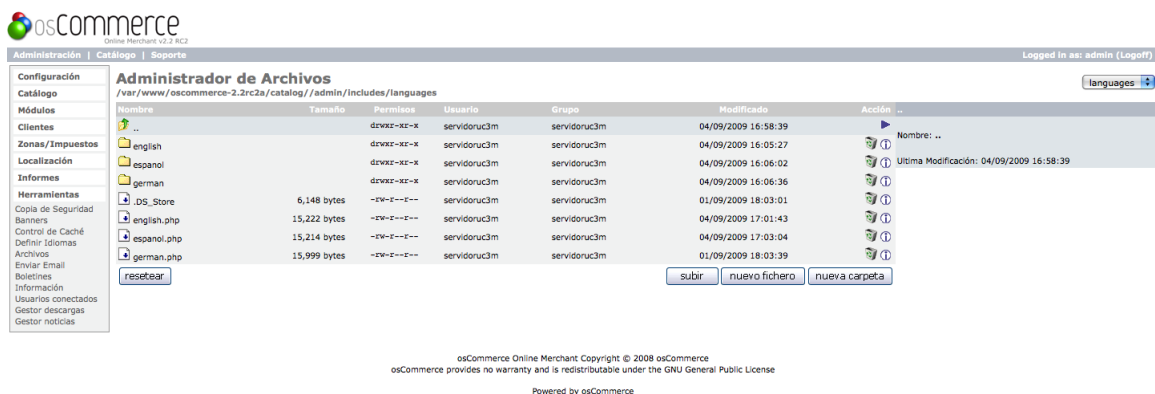 osCommerce
Online Merchant v2.2 RC2
Administración | Catálogo | Soporte Logged in as: admin (Logoff)
Configuración
Catálogo
Módulos
Clientes
Zonas/Impuestos
Localización
Informes
Herramientas
Copia de Seguridad
Banners
Control de Caché
Definir Idiomas
Archivos
Enviar Email
Boletines
Información
Usuarios conectados
Gestor descargas
Gestor noticias
Administrador de Archivos
/var/www/oscommerce-2.2rc2a/catalog//admin/includes/languages
languages
Nombre Tamaño Permisos Usuario Grupo Modificado Acción
.. drwxr-xr-x servidoruc3m servidoruc3m 04/09/2009 16:58:39
english drwxr-xr-x servidoruc3m servidoruc3m 04/09/2009 16:05:27
espanol drwxr-xr-x servidoruc3m servidoruc3m 04/09/2009 16:06:02
german drwxr-xr-x servidoruc3m servidoruc3m 04/09/2009 16:06:36
.DS_Store 6,148 bytes -rw-r--r-- servidoruc3m servidoruc3m 01/09/2009 18:03:01
english.php 15,222 bytes -rw-r--r-- servidoruc3m servidoruc3m 04/09/2009 17:01:43
espanol.php 15,214 bytes -rw-r--r-- servidoruc3m servidoruc3m 04/09/2009 17:03:04
german.php 15,999 bytes -rw-r--r-- servidoruc3m servidoruc3m 01/09/2009 18:03:39
resetear subir nuevo fichero nueva carpeta
..
Nombre: ..
Ultima Modificación: 04/09/2009 16:58:39
osCommerce Online Merchant Copyright © 2008 osCommerce
osCommerce provides no warranty and is redistributable under the GNU General Public License
Powered by osCommerce